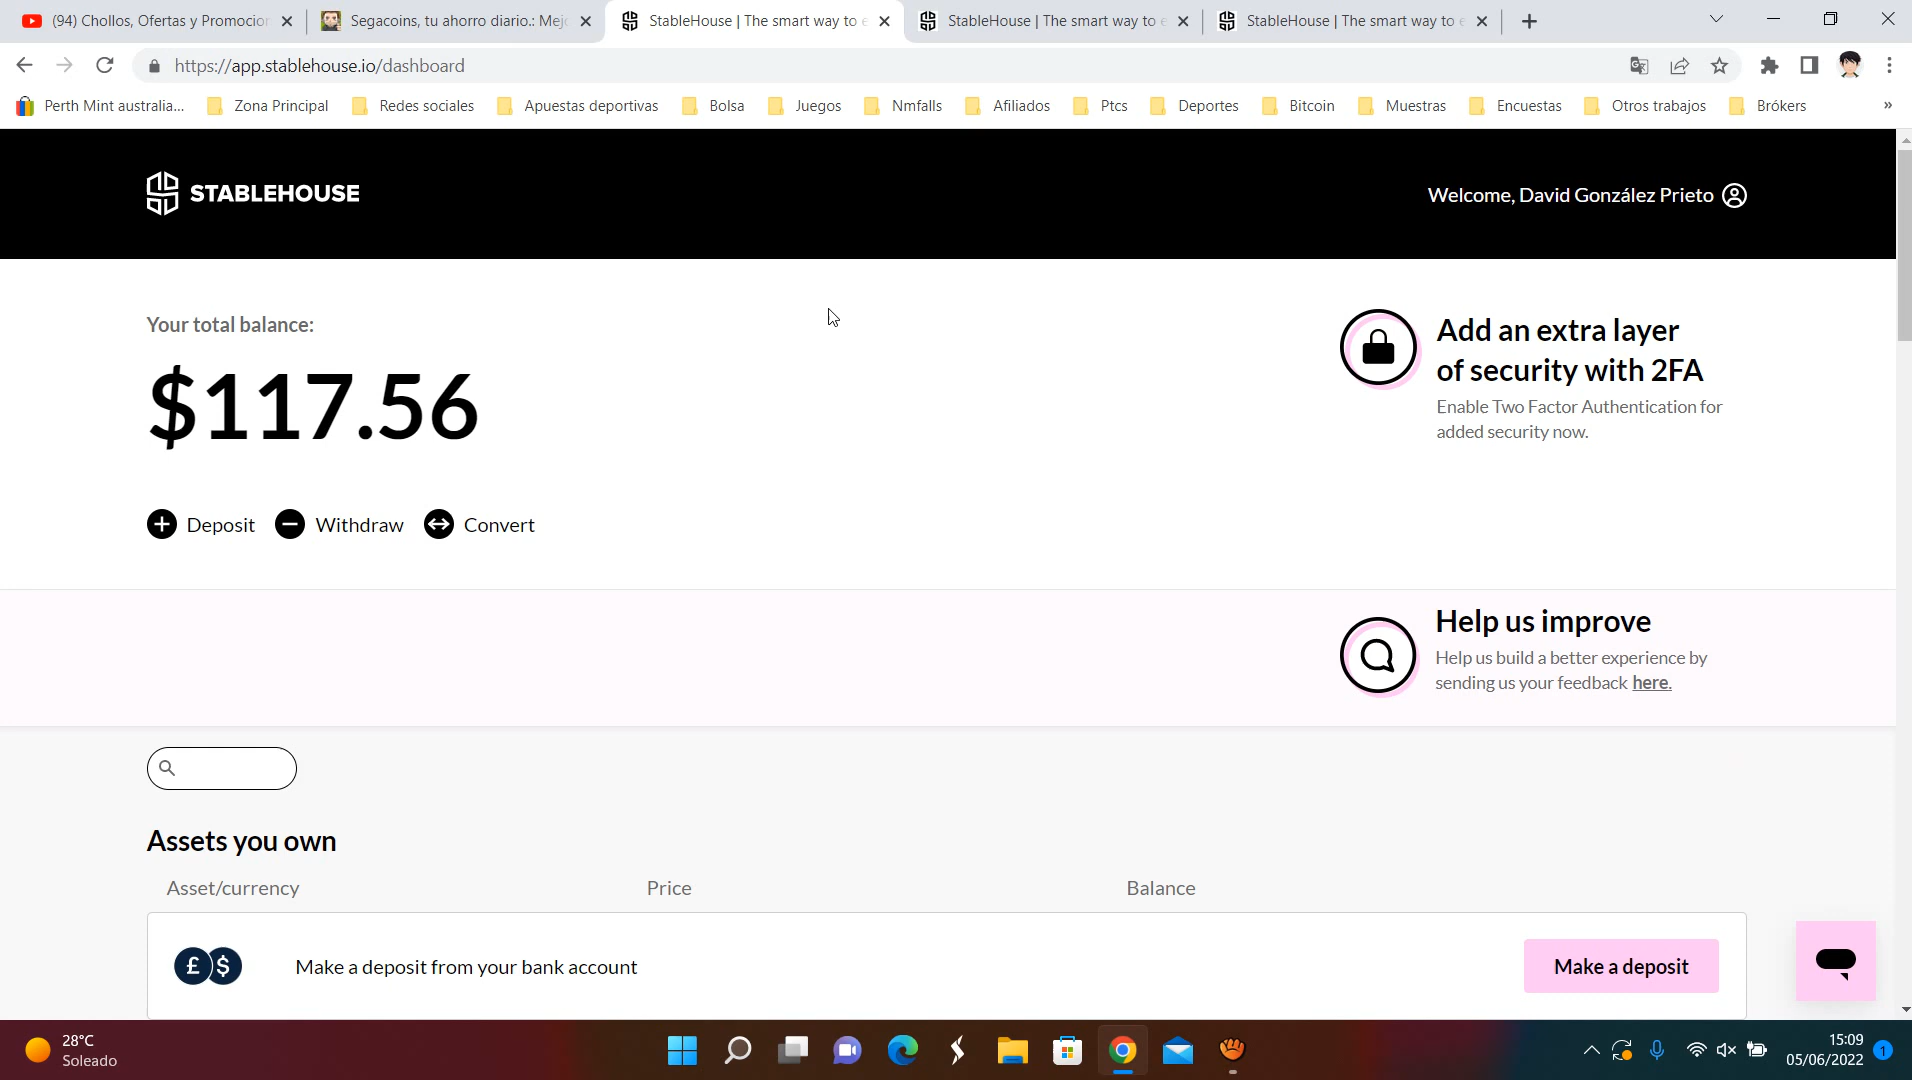 (94) Chollos, Ofertas y Promocion
Segacoins, tu ahorro diario.: Mejo
StableHouse | The smart way to e
StableHouse | The smart way to e
StableHouse | The smart way to e
https://app.stablehouse.io/dashboard
Perth Mint australia...
Zona Principal
Redes sociales
Apuestas deportivas
Bolsa
Juegos
Nmfalls
Afiliados
Ptcs
Deportes
Bitcoin
Muestras
Encuestas
Otros trabajos
Brókers
»
STABLEHOUSE
Welcome, David González Prieto
Your total balance:
$117.56
Add an extra layer
of security with 2FA
Enable Two Factor Authentication for
added security now.
Deposit
Withdraw
Convert
Help us improve
Help us build a better experience by
sending us your feedback here.
Assets you own
Asset/currency
Price
Balance
£ $
Make a deposit from your bank account
Make a deposit
28°C
Soleado
15:09
05/06/2022
1